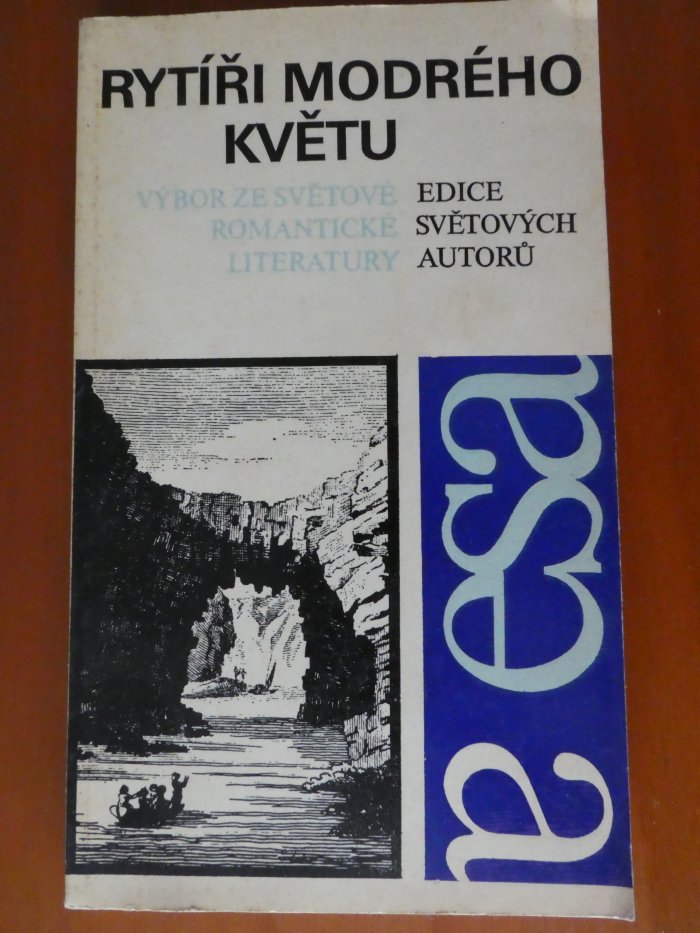 RYTÍŘI MODRÉHO
KVĚTU
VÝBOR ZE SVĚTOVÉ
ROMANTICKÉ
LITERATURY
EDICE
SVĚTOVÝCH
AUTORŮ
a esa